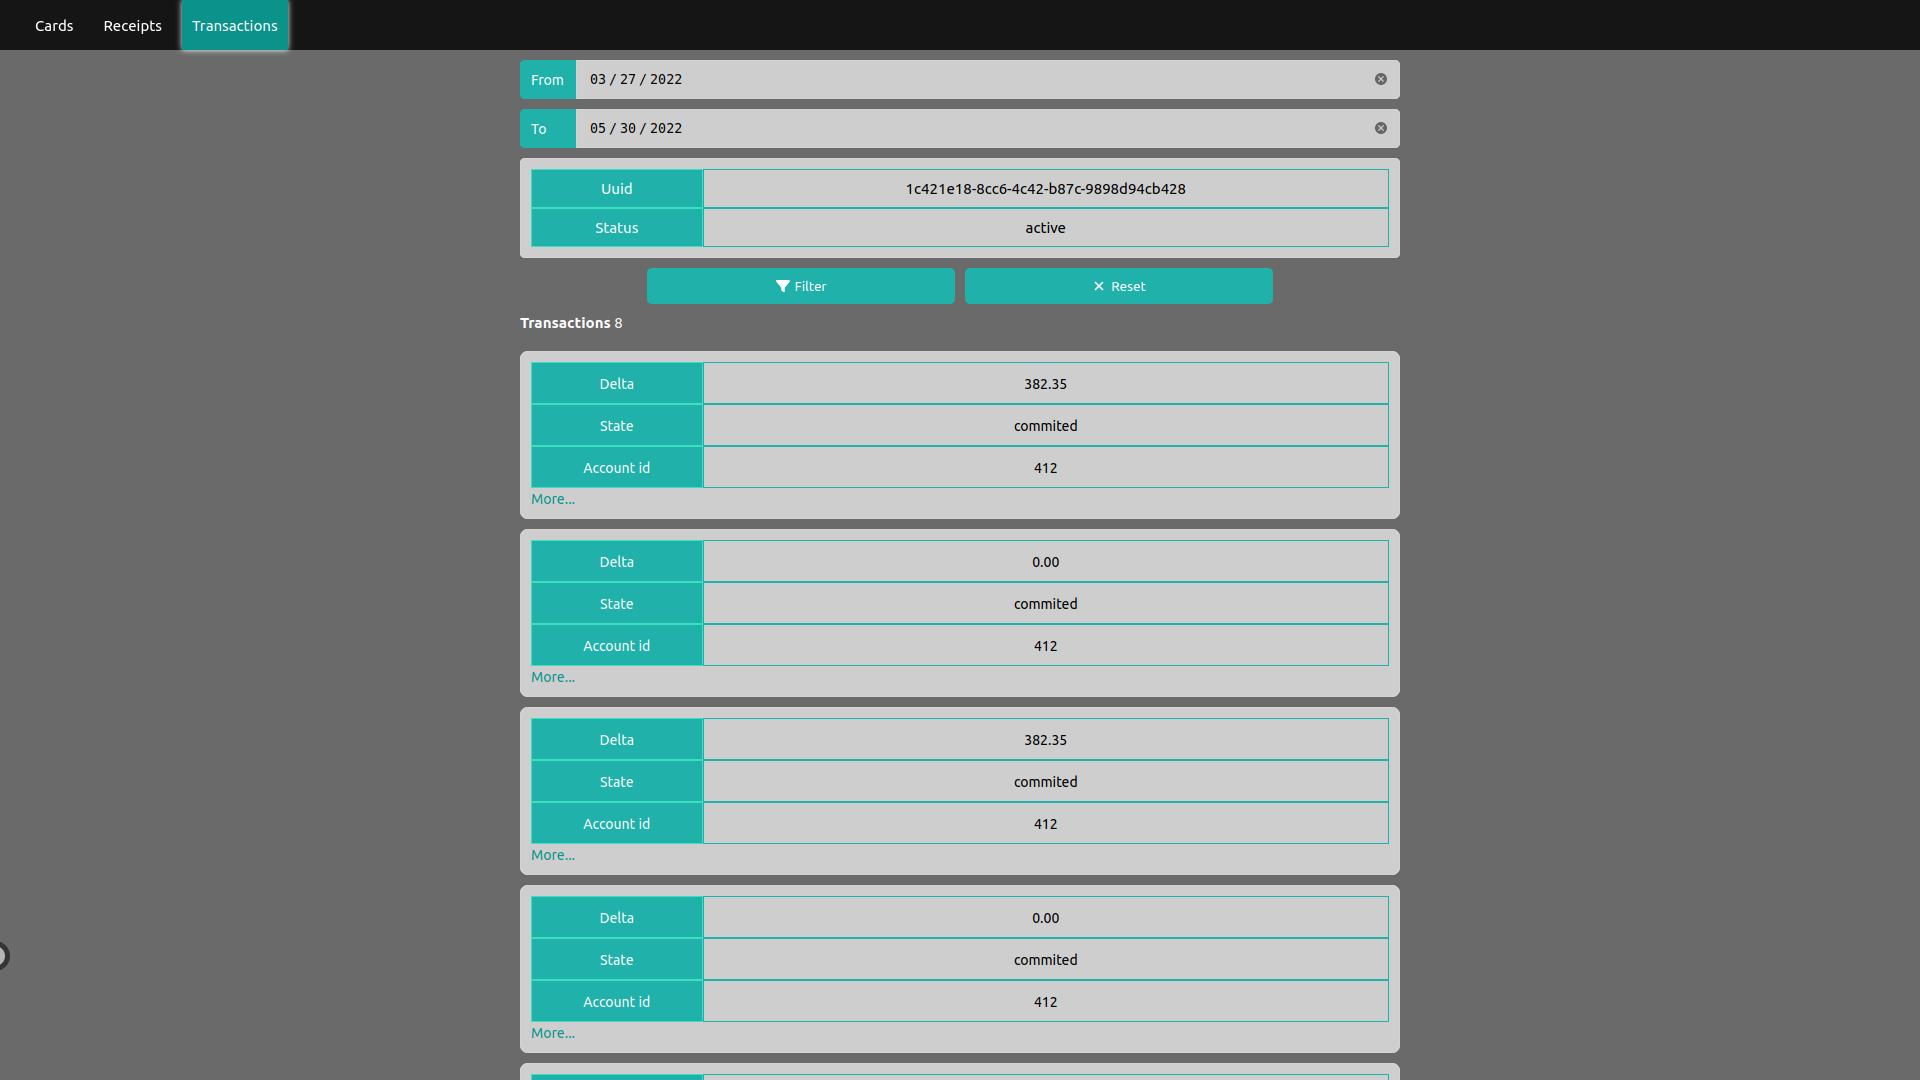 Cards Receipts Transactions
From 03 / 27 / 2022
To 05 / 30 / 2022
Uuid 1c421e18-8cc6-4c42-b87c-9898d94cb428
Status active
Filter Reset
Transactions 8
Delta 382.35
State commited
Account id 412
More...
Delta 0.00
State commited
Account id 412
More...
Delta 382.35
State commited
Account id 412
More...
Delta 0.00
State commited
Account id 412
More...